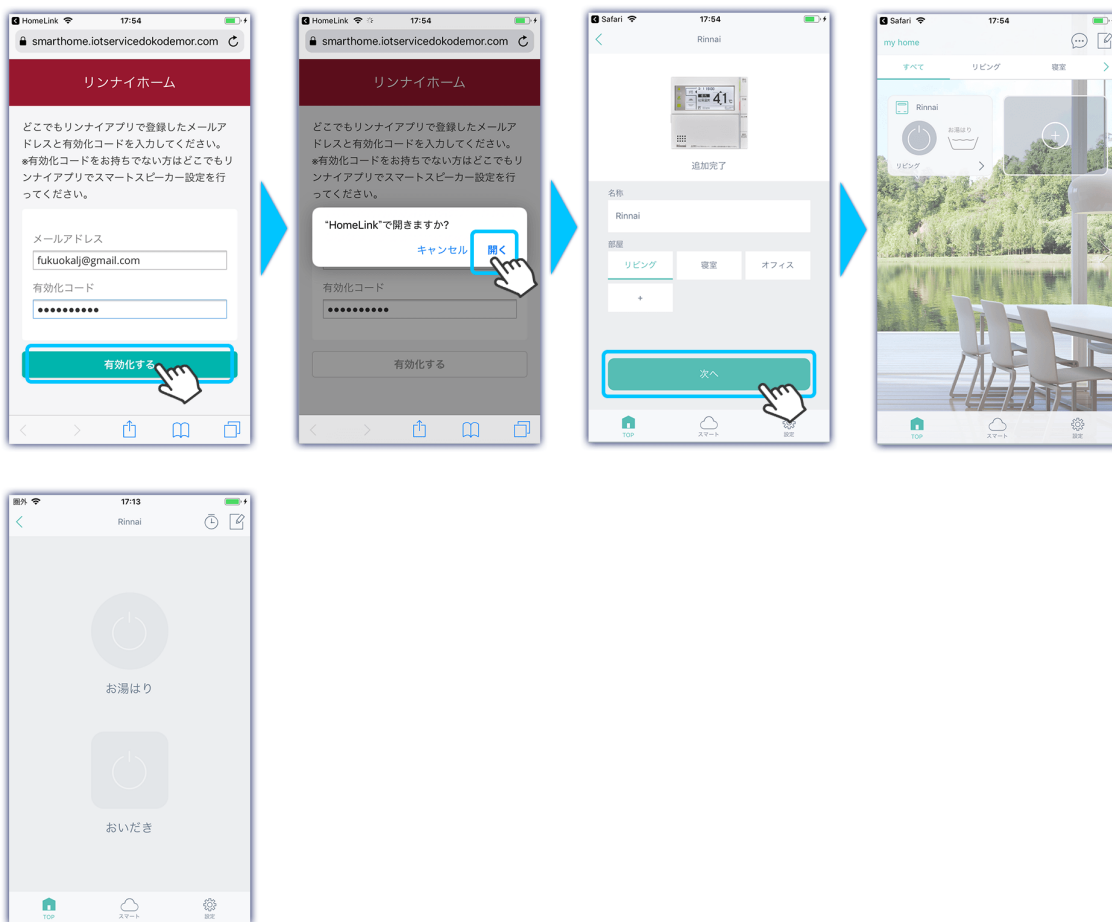 HomeLink 17:54
smarthome.iotservicedokodemor.com
リンナイホーム
どこでもリンナイアプリで登録したメールア
ドレスと有効化コードを入力してください。
※有効化コードをお持ちでない方はどこでもリ
ンナイアプリでスマートスピーカー設定を行
ってください。
メールアドレス
fukuokalj@gmail.com
有効化コード
••••••••••
有効化する
HomeLink 17:54
smarthome.iotservicedokodemor.com
リンナイホーム
どこでもリンナイアプリで登録したメールア
ドレスと有効化コードを入力してください。
※有効化コードをお持ちでない方はどこでもリ
ンナイアプリでスマートスピーカー設定を行
ってください。
"HomeLink"で開きますか?
キャンセル 開く
有効化コード
••••••••••
有効化する
Safari 17:54
Rinnai
41
追加完了
名称
Rinnai
部屋
リビング 寝室 オフィス
+
次へ
TOP スマート 設定
Safari 17:54
my home
すべて リビング 寝室
Rinnai
お湯はり
リビング
TOP スマート 設定
圏外 17:13
Rinnai
お湯はり
おいだき
TOP スマート 設定